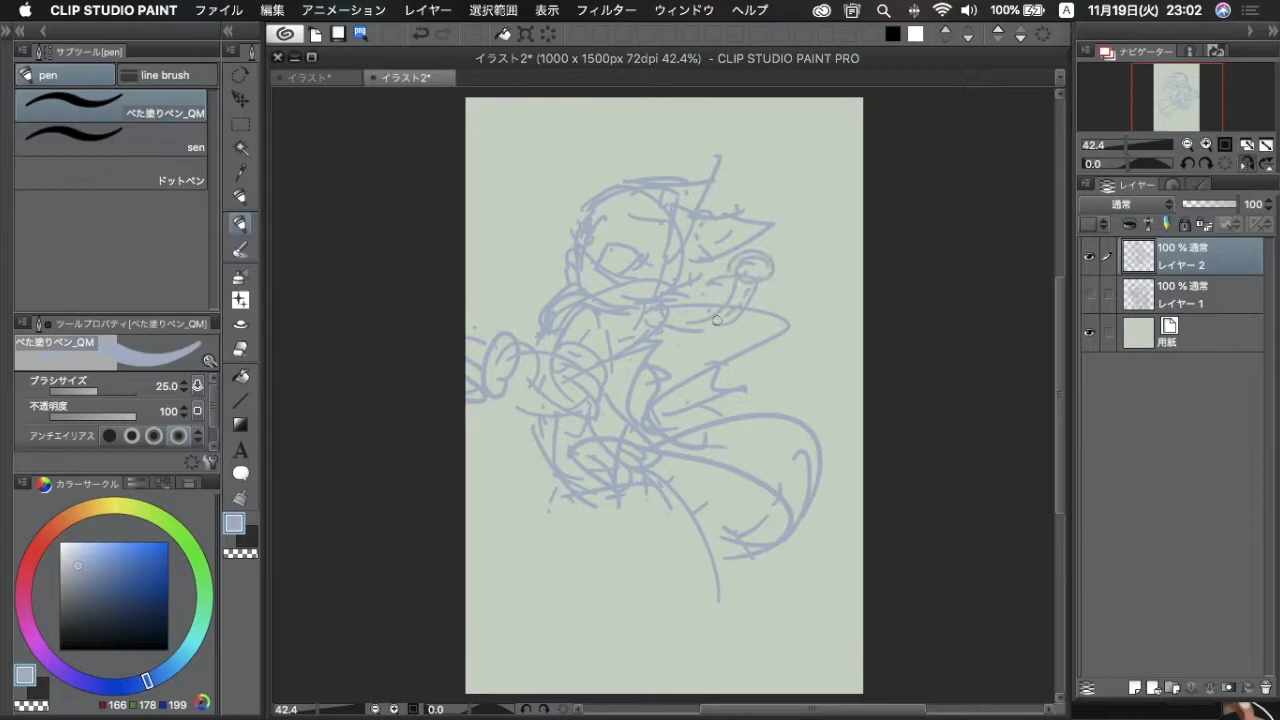 CLIP STUDIO PAINT ファイル 編集 アニメーション レイヤー 選択範囲 表示 フィルター ウィンドウ ヘルプ 100% A 11月19日(火) 23:02
イラスト2* (1000 x 1500px 72dpi 42.4%) - CLIP STUDIO PAINT PRO
イラスト* イラスト2*
サブツール[pen]
pen line brush
べた塗りペン_QM
sen
ドットペン
ツールプロパティ[べた塗りペン_QM]
べた塗りペン_QM
ブラシサイズ 25.0
不透明度 100
アンチエイリアス
カラーサークル
166 178 199
42.4 0.0
ナビゲーター
42.4
0.0
レイヤー
通常 100
100 % 通常
レイヤー 2
100 % 通常
レイヤー 1
用紙